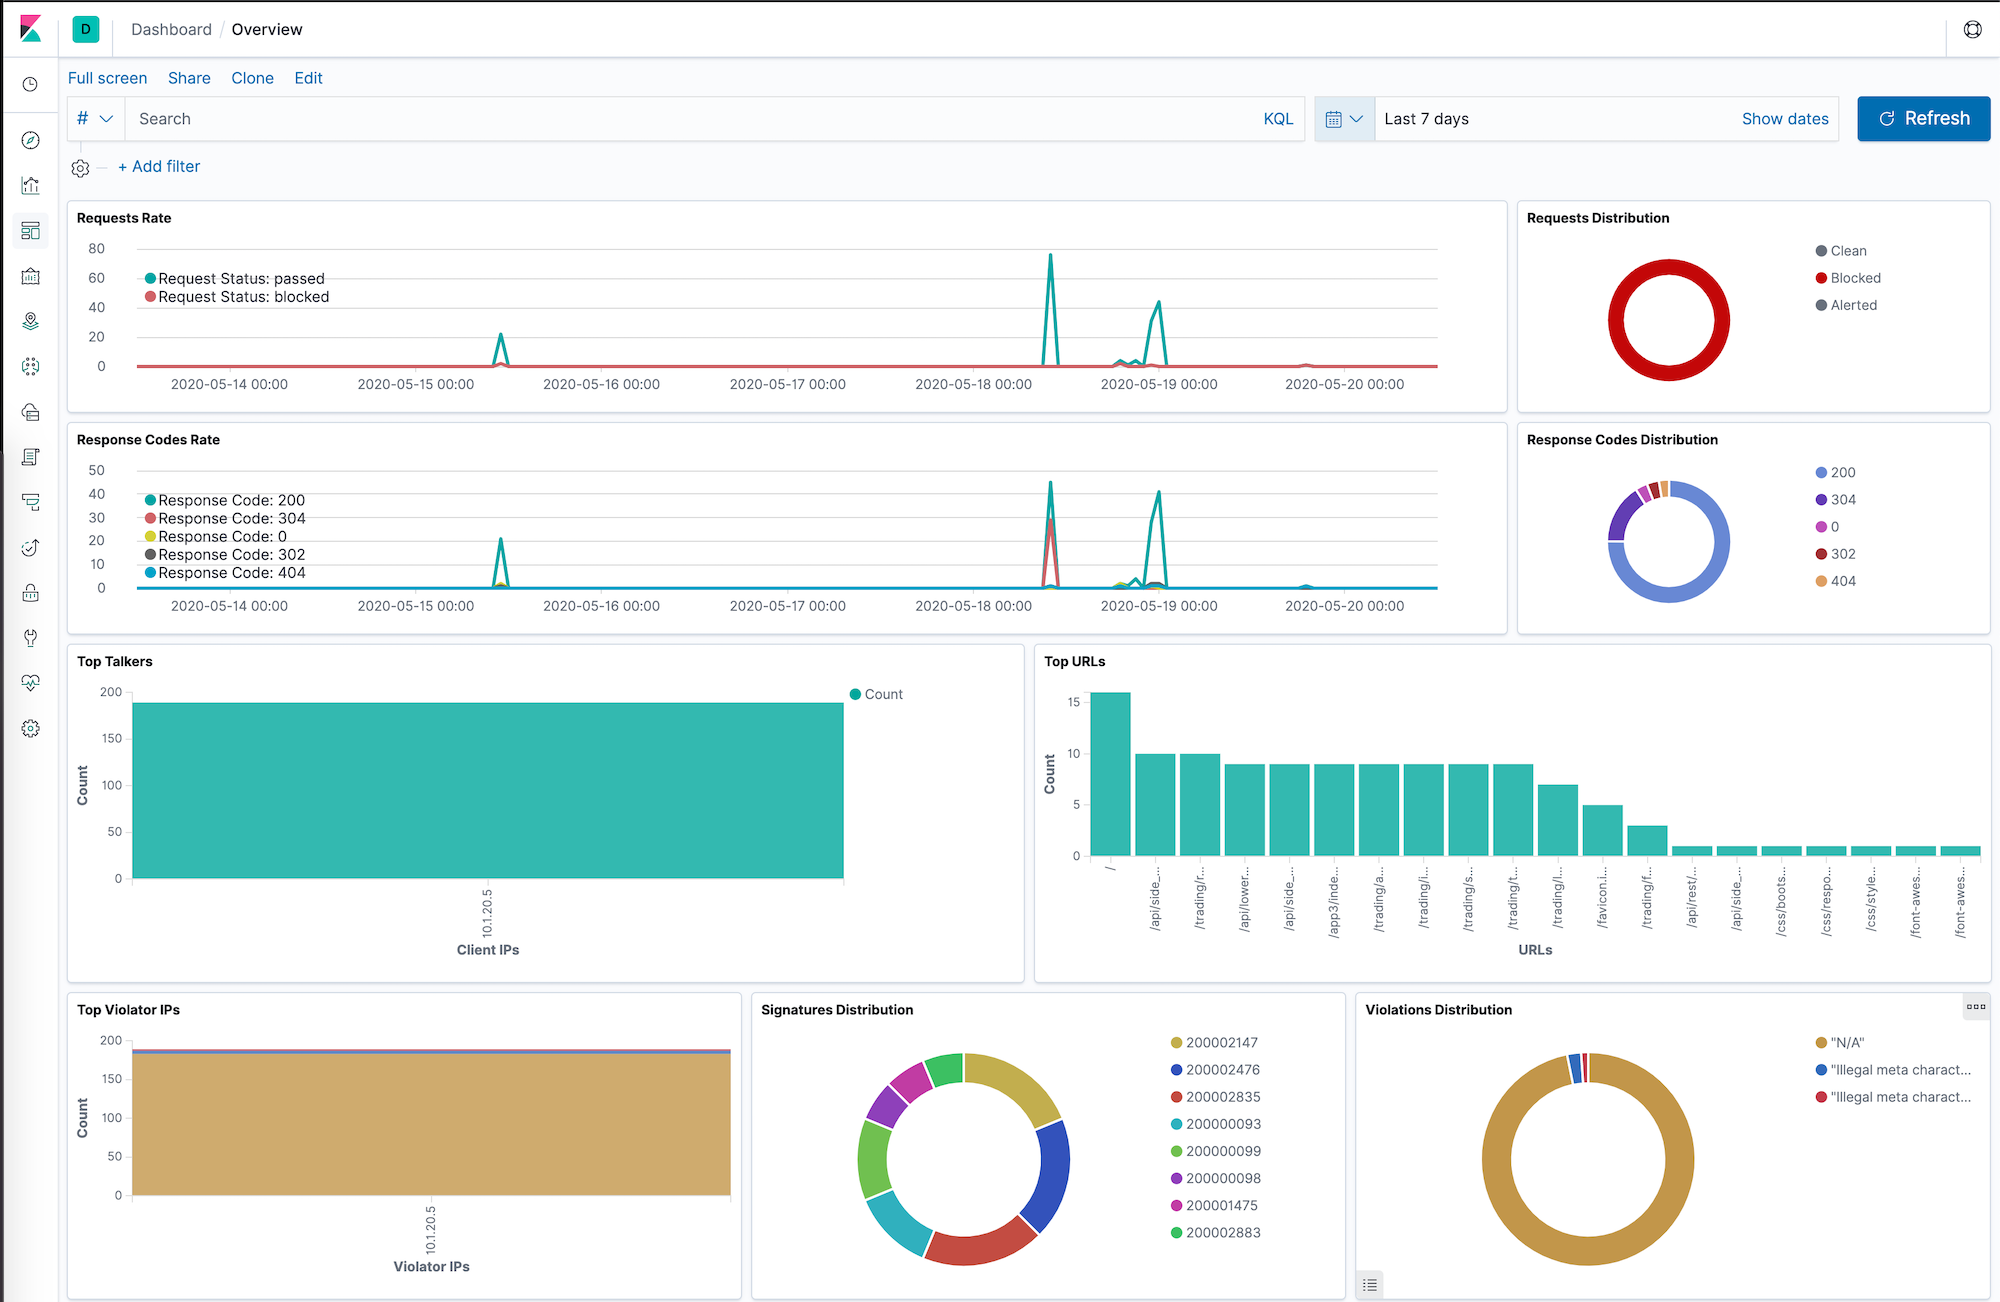 D Dashboard / Overview
Full screen Share Clone Edit
# Search KQL Last 7 days Show dates Refresh
+ Add filter
Requests Rate
80
60
40
20
0
Request Status: passed
Request Status: blocked
2020-05-14 00:00 2020-05-15 00:00 2020-05-16 00:00 2020-05-17 00:00 2020-05-18 00:00 2020-05-19 00:00 2020-05-20 00:00
Requests Distribution
Clean
Blocked
Alerted
Response Codes Rate
50
40
30
20
10
0
Response Code: 200
Response Code: 304
Response Code: 0
Response Code: 302
Response Code: 404
2020-05-14 00:00 2020-05-15 00:00 2020-05-16 00:00 2020-05-17 00:00 2020-05-18 00:00 2020-05-19 00:00 2020-05-20 00:00
Response Codes Distribution
200
304
0
302
404
Top Talkers
200
150
100
50
0
Count
Count
10.1.20.5
Client IPs
Top URLs
15
10
5
0
Count
/
/api/side_...
/trading/r...
/api/lower...
/api/side_...
/app3/inde...
/trading/a...
/trading/i...
/trading/s...
/trading/t...
/trading/l...
/favicon.i...
/trading/f...
/api/rest/...
/api/side_...
/css/boots...
/css/respo...
/css/style...
/font-awes...
/font-awes...
URLs
Top Violator IPs
200
150
100
50
0
Count
10.1.20.5
Violator IPs
Signatures Distribution
200002147
200002476
200002835
200000093
200000099
200000098
200001475
200002883
Violations Distribution
"N/A"
"Illegal meta charact...
"Illegal meta charact...